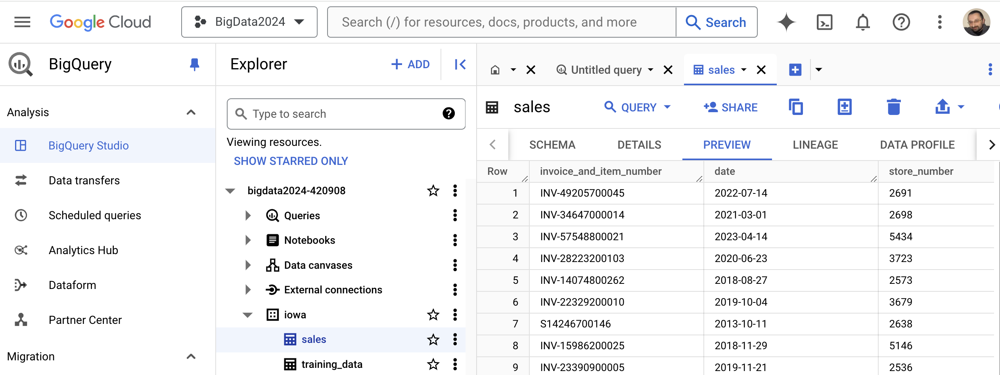 Google Cloud
BigData2024
Search (/) for resources, docs, products, and more
Search
BigQuery
Analysis
BigQuery Studio
Data transfers
Scheduled queries
Analytics Hub
Dataform
Partner Center
Migration
Explorer
+ ADD
Type to search
Viewing resources.
SHOW STARRED ONLY
bigdata2024-420908
Queries
Notebooks
Data canvases
External connections
iowa
sales
training_data
Untitled query
sales
sales
QUERY
SHARE
SCHEMA DETAILS PREVIEW LINEAGE DATA PROFILE
Row invoice_and_item_number date store_number
1 INV-49205700045 2022-07-14 2691
2 INV-34647000014 2021-03-01 2698
3 INV-57548800021 2023-04-14 5434
4 INV-28223200103 2020-06-23 3723
5 INV-14074800262 2018-08-27 2573
6 INV-22329200010 2019-10-04 3679
7 S14246700146 2013-10-11 2638
8 INV-15986200025 2018-11-29 5146
9 INV-23390900005 2019-11-21 2536